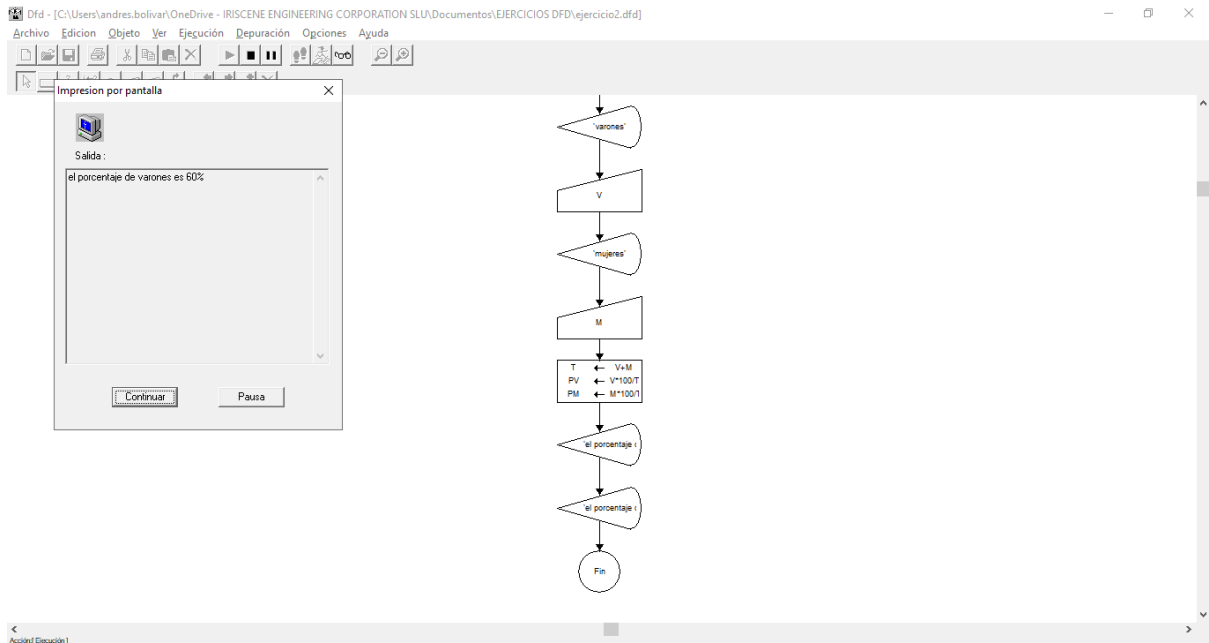 Dfd - [C:\Users\andres.bolivar\OneDrive - IRISCENE ENGINEERING CORPORATION SLU\Documentos\EJERCICIOS DFD\ejercicio2.dfd]
Archivo Edicion Objeto Ver Ejecución Depuración Opciones Ayuda
Impresion por pantalla
Salida :
el porcentaje de varones es 60%
Continuar Pausa
'varones'
V
'mujeres'
M
T ← V+M
PV ← V*100/T
PM ← M*100/T
'el porcentaje d
'el porcentaje d
Fin
Acción[ Ejecución ]